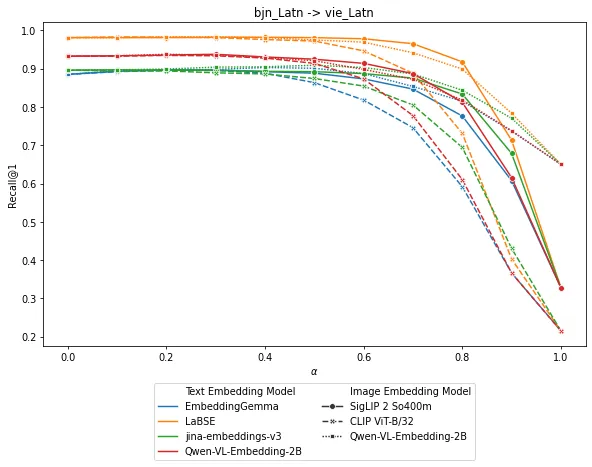 bjn_Latn -> vie_Latn
Recall@1
1.0
0.9
0.8
0.7
0.6
0.5
0.4
0.3
0.2
0.0 0.2 0.4 0.6 0.8 1.0
α
Text Embedding Model Image Embedding Model
EmbeddingGemma SigLIP 2 So400m
LaBSE CLIP ViT-B/32
jina-embeddings-v3 Qwen-VL-Embedding-2B
Qwen-VL-Embedding-2B